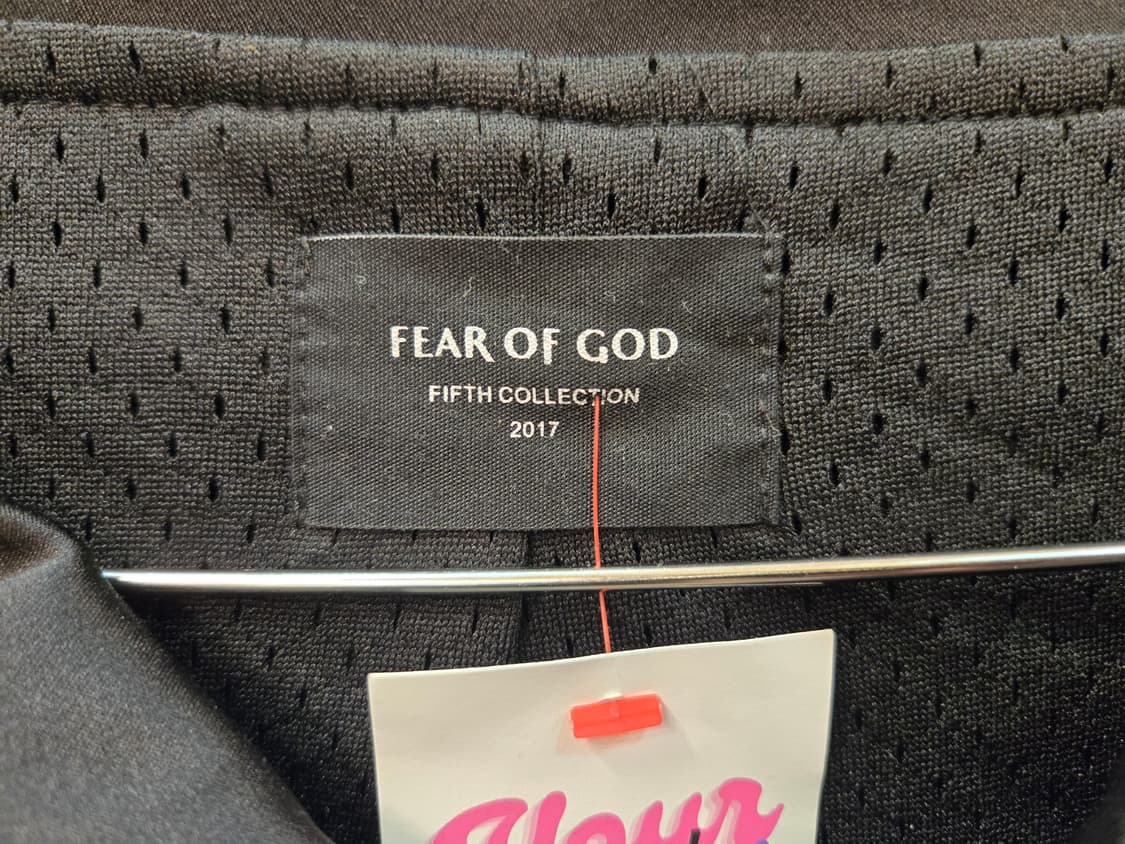 FEAR OF GOD
FIFTH COLLECTION
2017